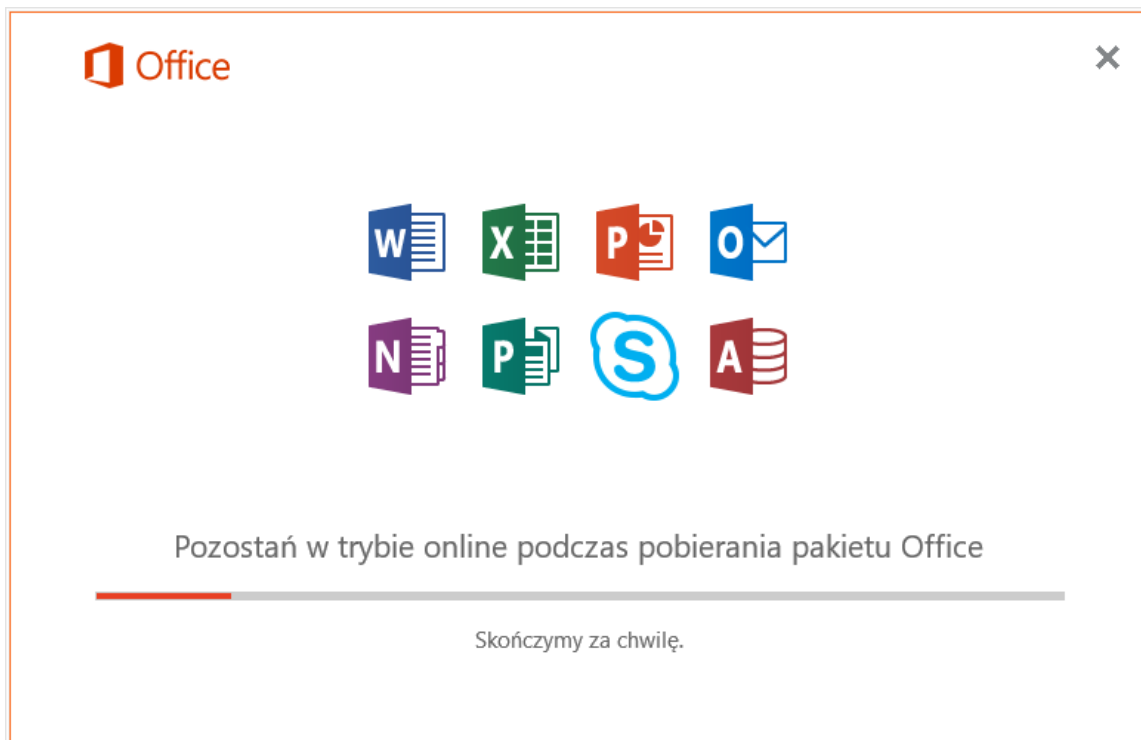 Office
W X P O
N P S A
Pozostań w trybie online podczas pobierania pakietu Office
Skończymy za chwilę.